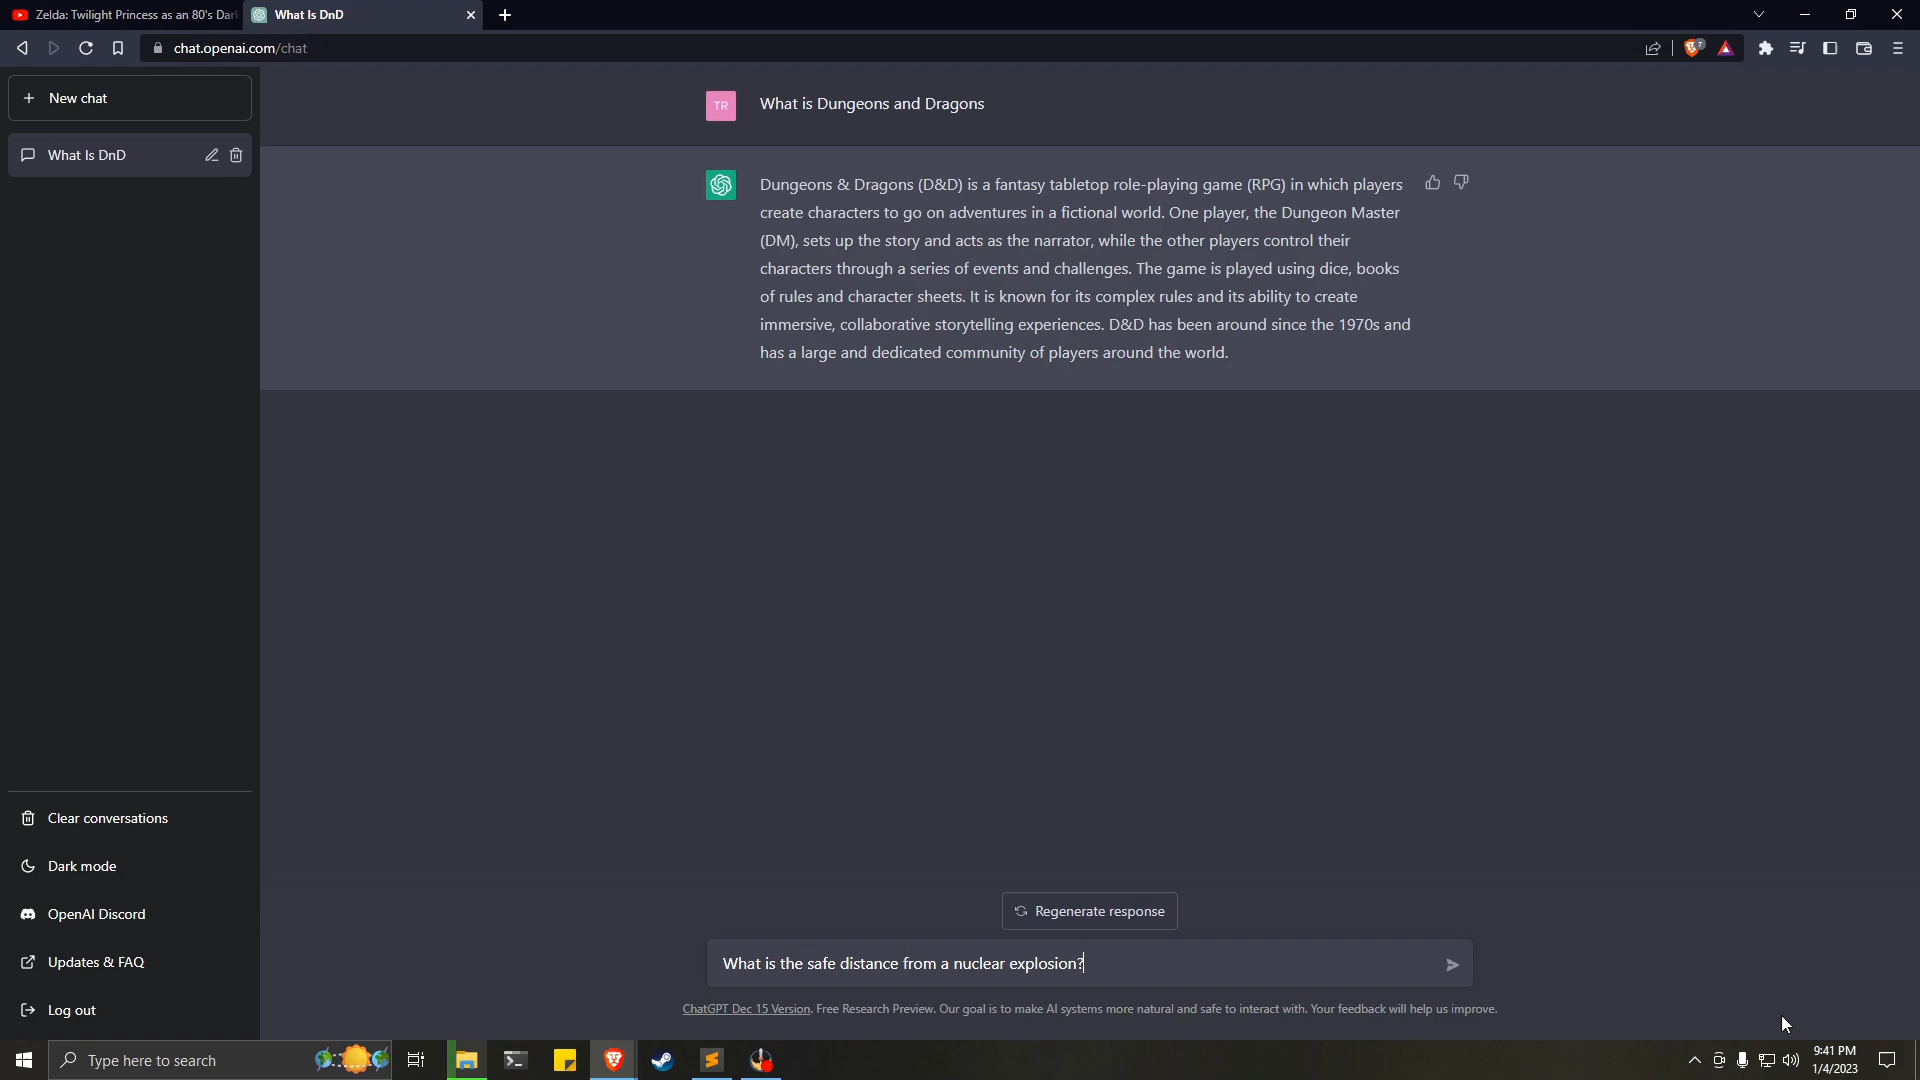 Zelda: Twilight Princess as an 80's Dar
What Is DnD
chat.openai.com/chat
7
New chat
What Is DnD
TR
What is Dungeons and Dragons
Dungeons & Dragons (D&D) is a fantasy tabletop role-playing game (RPG) in which players
create characters to go on adventures in a fictional world. One player, the Dungeon Master
(DM), sets up the story and acts as the narrator, while the other players control their
characters through a series of events and challenges. The game is played using dice, books
of rules and character sheets. It is known for its complex rules and its ability to create
immersive, collaborative storytelling experiences. D&D has been around since the 1970s and
has a large and dedicated community of players around the world.
Clear conversations
Dark mode
OpenAI Discord
Updates & FAQ
Log out
Regenerate response
What is the safe distance from a nuclear explosion?
ChatGPT Dec 15 Version. Free Research Preview. Our goal is to make AI systems more natural and safe to interact with. Your feedback will help us improve.
Type here to search
9:41 PM
1/4/2023